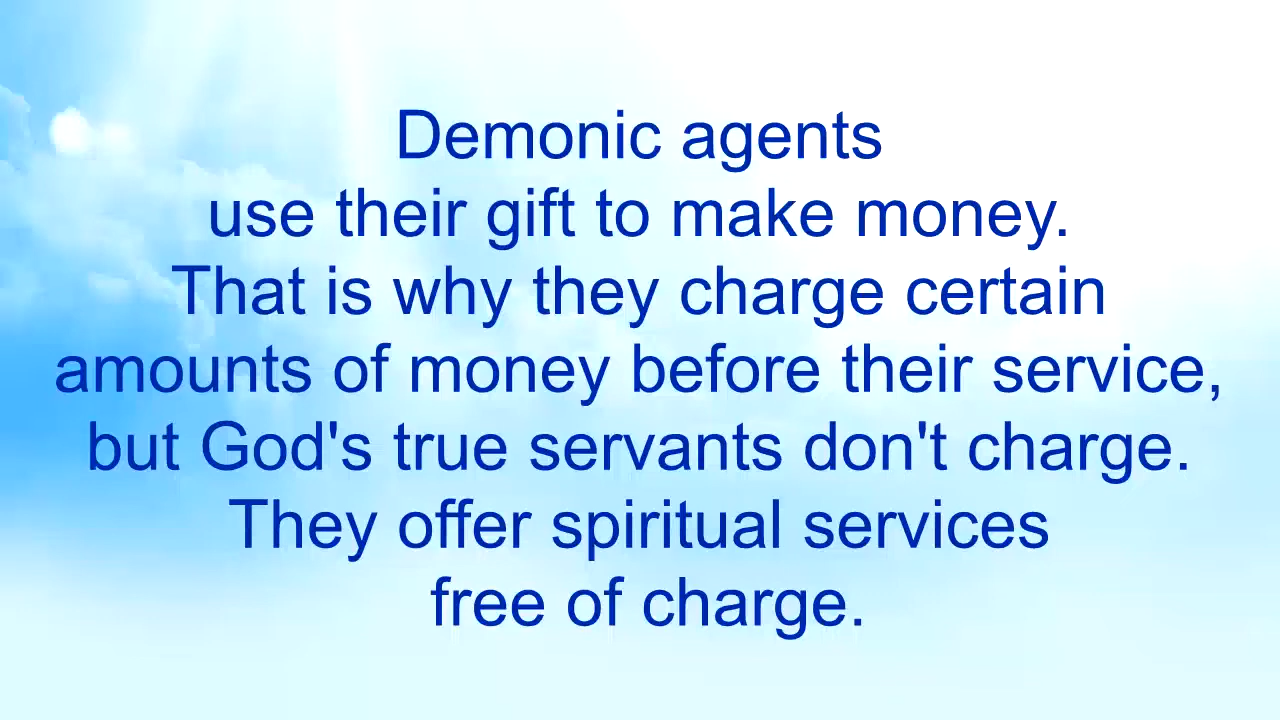 Demonic agents
use their gift to make money.
That is why they charge certain
amounts of money before their service,
but God's true servants don't charge.
They offer spiritual services
free of charge.